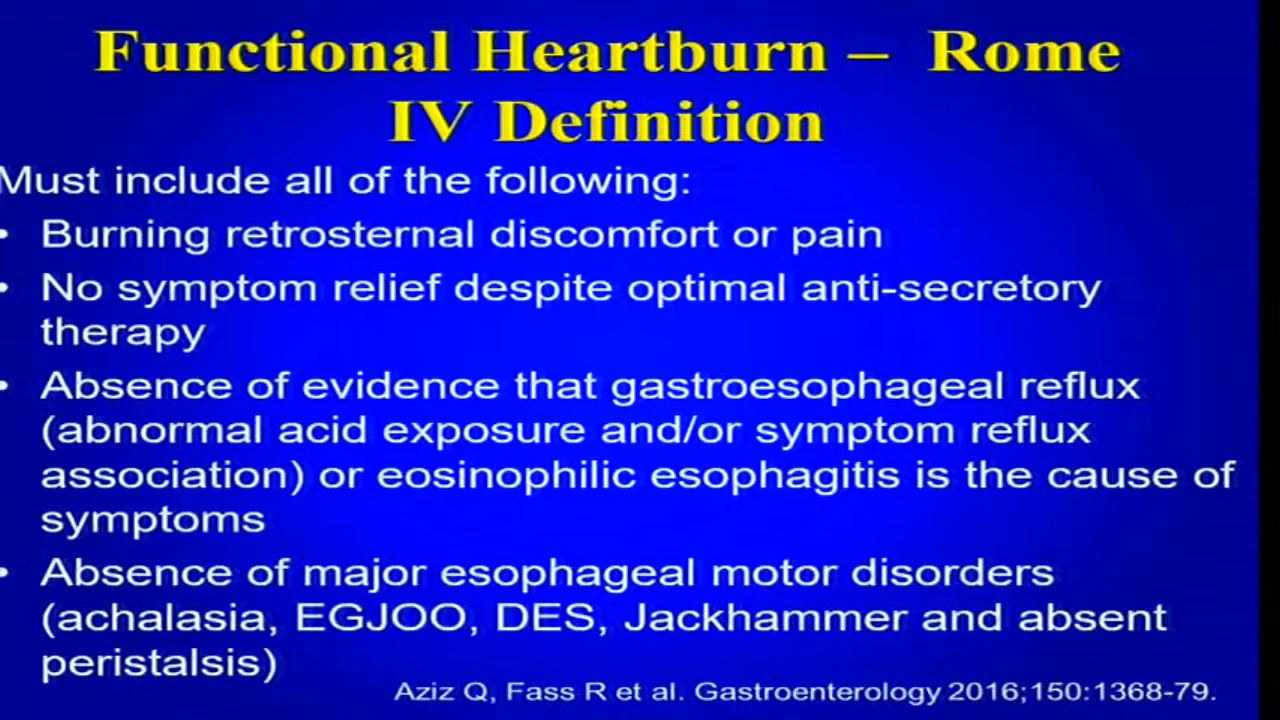 Functional Heartburn – Rome
IV Definition
Must include all of the following:
• Burning retrosternal discomfort or pain
• No symptom relief despite optimal anti-secretory
therapy
• Absence of evidence that gastroesophageal reflux
(abnormal acid exposure and/or symptom reflux
association) or eosinophilic esophagitis is the cause of
symptoms
• Absence of major esophageal motor disorders
(achalasia, EGJOO, DES, Jackhammer and absent
peristalsis)
Aziz Q, Fass R et al. Gastroenterology 2016;150:1368-79.